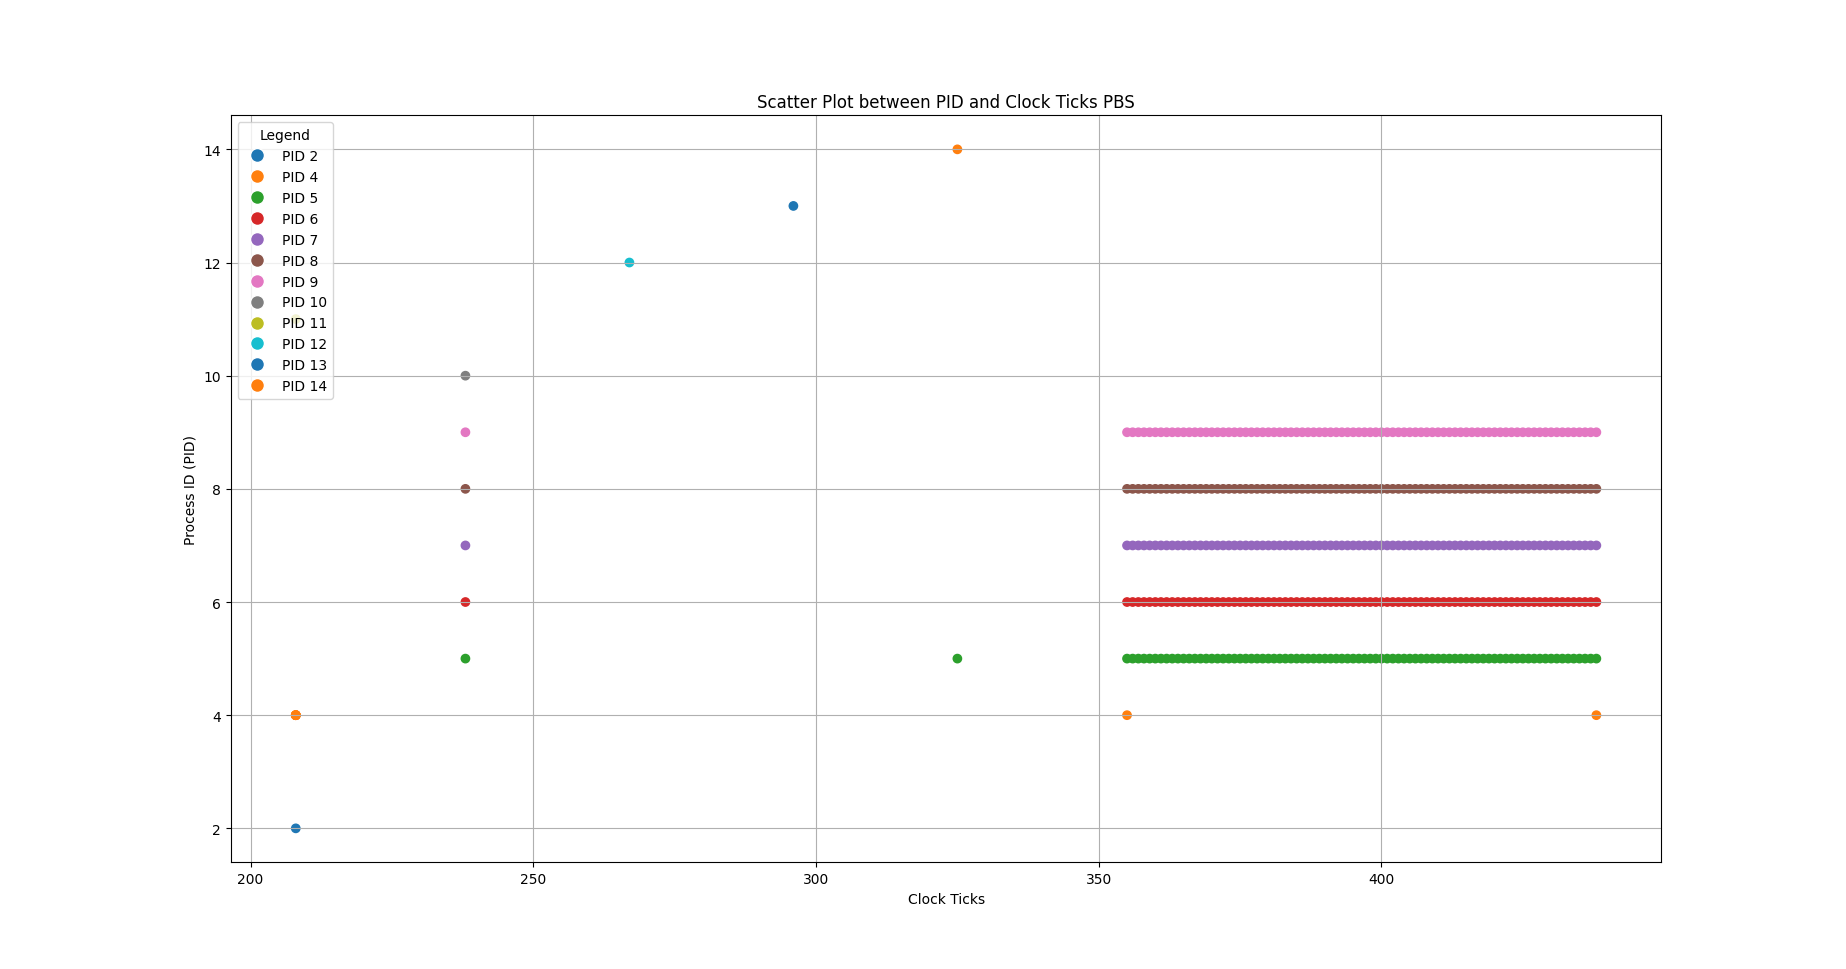 Scatter Plot between PID and Clock Ticks PBS
Legend
PID 2
PID 4
PID 5
PID 6
PID 7
PID 8
PID 9
PID 10
PID 11
PID 12
PID 13
PID 14
14
12
10
8
6
4
2
Process ID (PID)
200 250 300 350 400
Clock Ticks